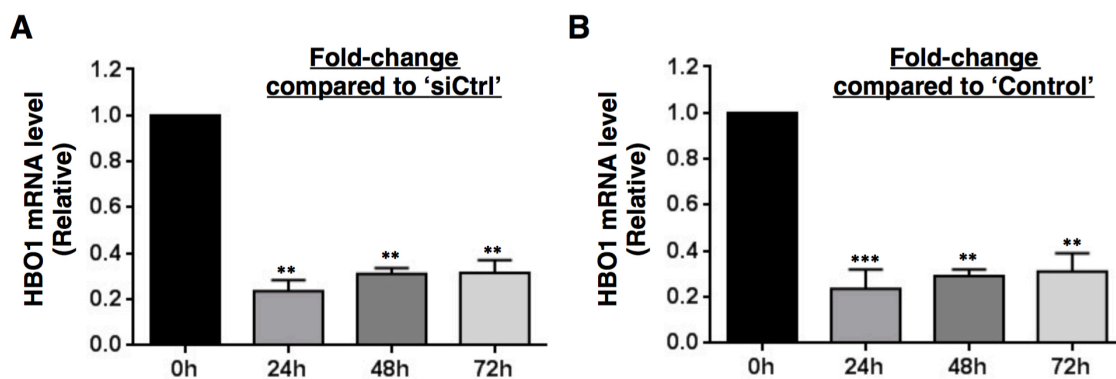 A
Fold-change
compared to ‘siCtrl’
HBO1 mRNA level
(Relative)
1.2
1.0
0.8
0.6
0.4
0.2
0.0
**
**
**
0h
24h
48h
72h
B
Fold-change
compared to ‘Control’
HBO1 mRNA level
(Relative)
1.2
1.0
0.8
0.6
0.4
0.2
0.0
***
**
**
0h
24h
48h
72h